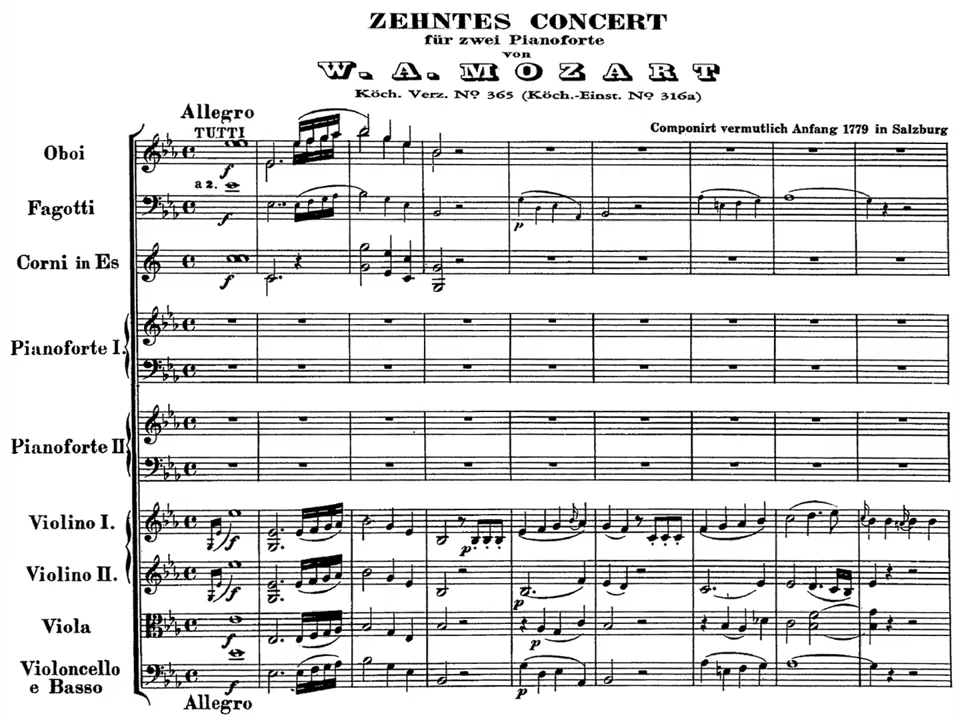 ZEHNTES CONCERT
für zwei Pianoforte
von
W. A. MOZART
Köch. Verz. Nº 365 (Köch.-Einst. Nº 316a)
Allegro
TUTTI
Componirt vermutlich Anfang 1779 in Salzburg
Oboi
f
a 2.
Fagotti
f
p
Corni in Es
f
Pianoforte I.
Pianoforte II
Violino I.
f
p
Violino II.
f
p
Viola
f
p
Violoncello
e Basso
f
p
Allegro